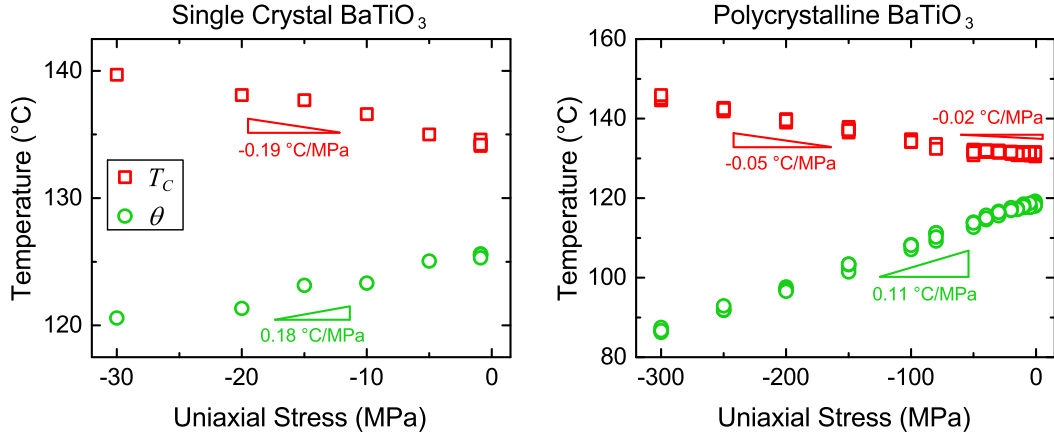 Single Crystal BaTiO3
Temperature (°C)
140
130
120
-0.19 °C/MPa
TC
θ
0.18 °C/MPa
-30
-20
-10
0
Uniaxial Stress (MPa)
Polycrystalline BaTiO3
Temperature (°C)
160
140
120
100
80
-0.02 °C/MPa
-0.05 °C/MPa
0.11 °C/MPa
-300
-200
-100
0
Uniaxial Stress (MPa)